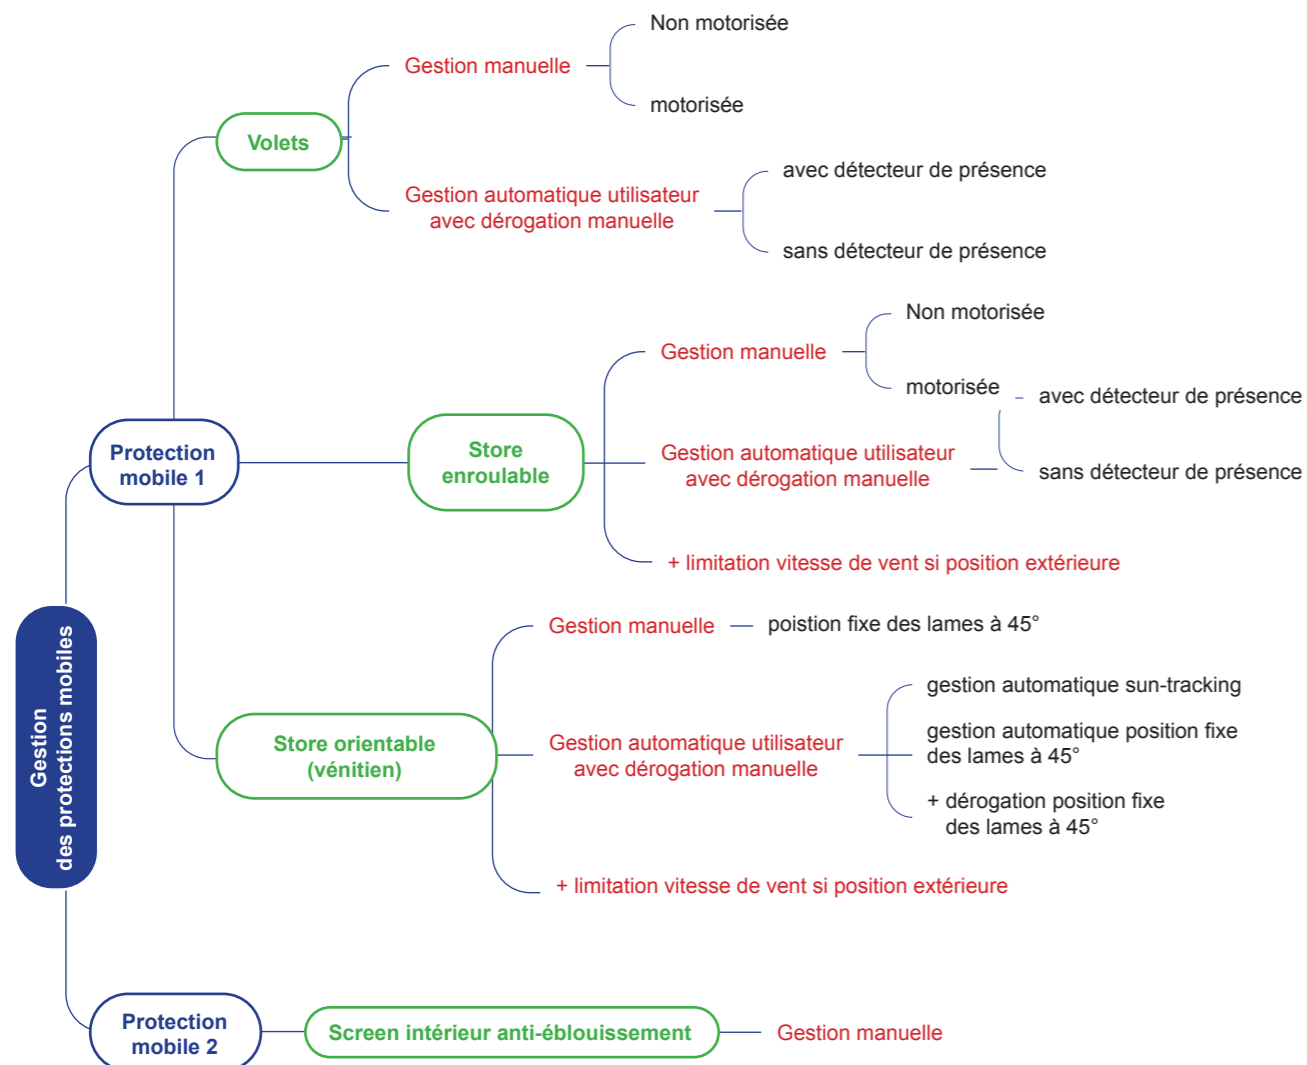 Gestion
des protections mobiles
Protection
mobile 1
Volets
Gestion manuelle
Non motorisée
motorisée
Gestion automatique utilisateur
avec dérogation manuelle
avec détecteur de présence
sans détecteur de présence
Store
enroulable
Gestion manuelle
Non motorisée
motorisée
Gestion automatique utilisateur
avec dérogation manuelle
avec détecteur de présence
sans détecteur de présence
+ limitation vitesse de vent si position extérieure
Store orientable
(vénitien)
Gestion manuelle
poistion fixe des lames à 45°
Gestion automatique utilisateur
avec dérogation manuelle
gestion automatique sun-tracking
gestion automatique position fixe
des lames à 45°
+ dérogation position fixe
des lames à 45°
+ limitation vitesse de vent si position extérieure
Protection
mobile 2
Screen intérieur anti-éblouissement
Gestion manuelle